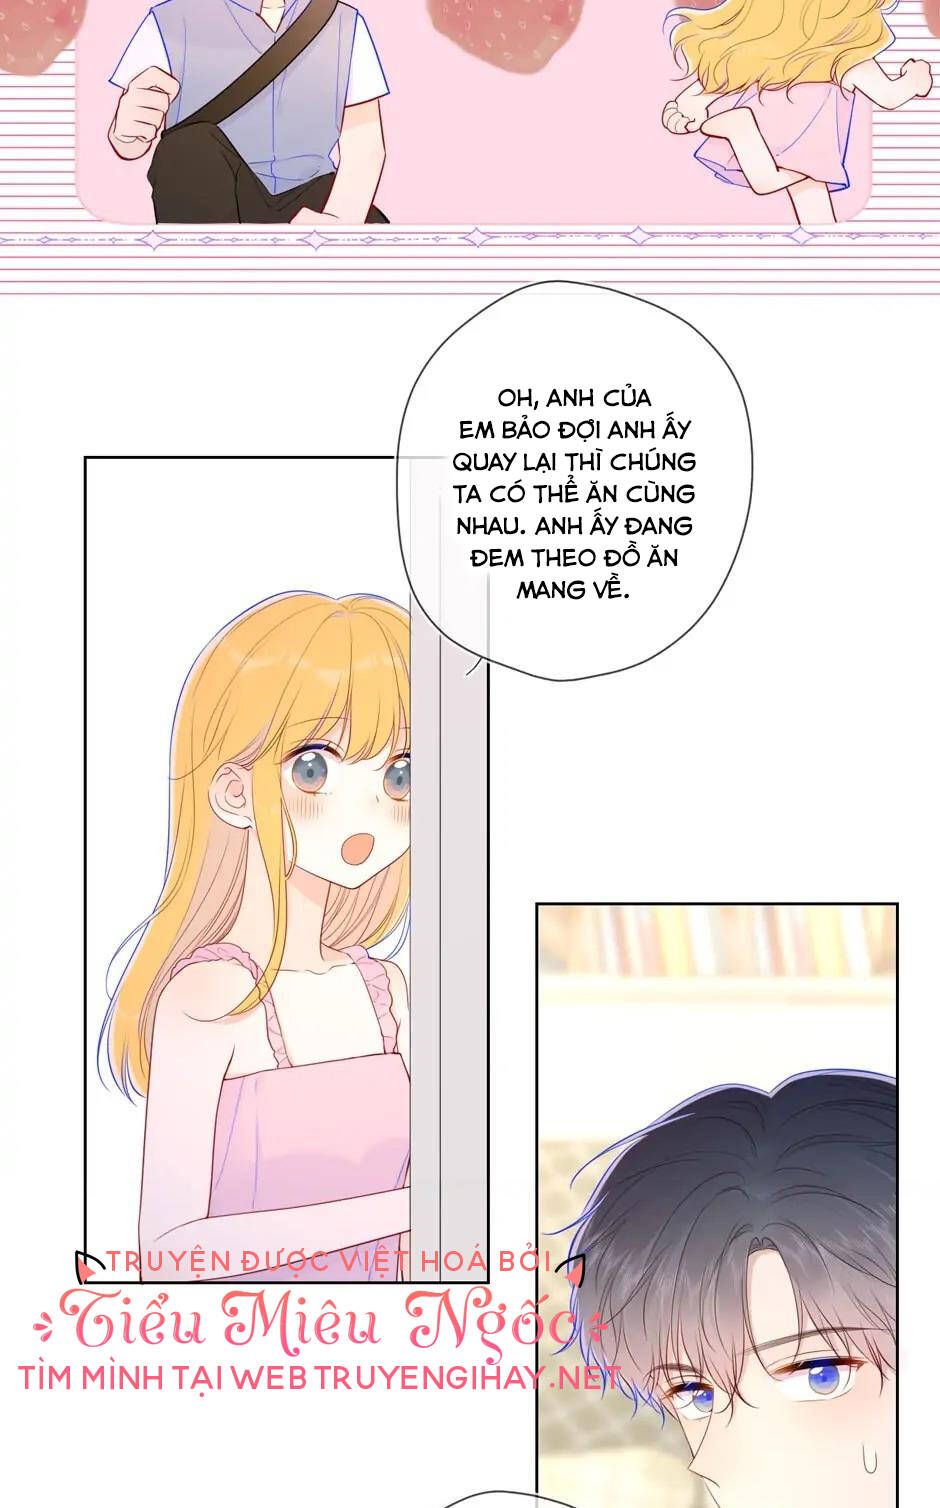 OH, ANH CỦA
EM BẢO ĐỢI ANH ẤY
QUAY LẠI THÌ CHÚNG
TA CÓ THỂ ĂN CÙNG
NHAU. ANH ẤY ĐANG
ĐEM THEO ĐỒ ĂN
MANG VỀ.
TRUYỆN ĐƯỢC VIỆT HOÁ BỞI
Tiểu Miêu Ngốc
TÌM MÌNH TẠI WEB TRUYENGIHAY.NET